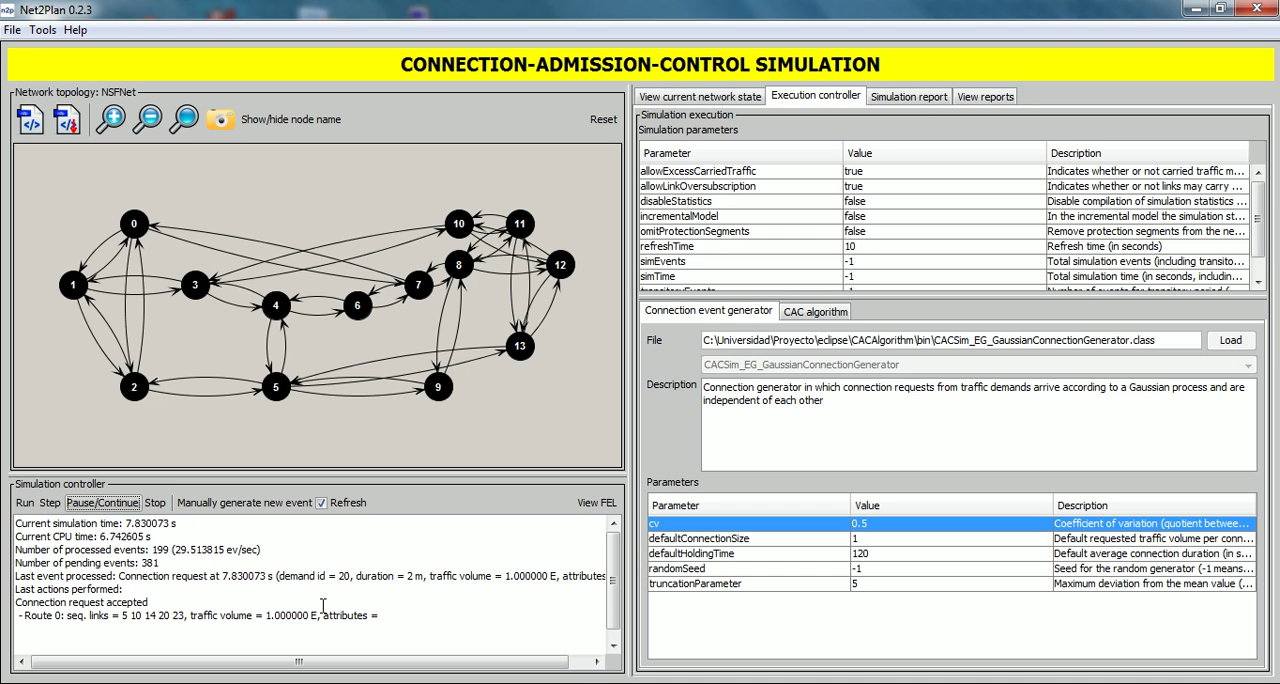 n2p Net2Plan 0.2.3
File Tools Help
CONNECTION-ADMISSION-CONTROL SIMULATION
Network topology: NSFNet
Show/hide node name
Reset
0
10
11
8
12
1
3
7
4
6
13
2
5
9
Simulation controller
Run Step Pause/Continue Stop Manually generate new event Refresh View FEL
Current simulation time: 7.830073 s
Current CPU time: 6.742605 s
Number of processed events: 199 (29.513815 ev/sec)
Number of pending events: 381
Last event processed: Connection request at 7.830073 s (demand id = 20, duration = 2 m, traffic volume = 1.000000 E, attributes
Last actions performed:
Connection request accepted
- Route 0: seq. links = 5 10 14 20 23, traffic volume = 1.000000 E, attributes =
View current network state Execution controller Simulation report View reports
Simulation execution
Simulation parameters
Parameter Value Description
allowExcessCarriedTraffic true Indicates whether or not carried traffic m...
allowLinkOversubscription true Indicates whether or not links may carry ...
disableStatistics false Disable compilation of simulation statistics ...
incrementalModel false In the incremental model the simulation st...
omitProtectionSegments false Remove protection segments from the ne...
refreshTime 10 Refresh time (in seconds)
simEvents -1 Total simulation events (including transito...
simTime -1 Total simulation time (in seconds, includin...
Connection event generator CAC algorithm
File C:\Universidad\Proyecto\eclipse\CACAlgorithm\bin\CACSim_EG_GaussianConnectionGenerator.class Load
CACSim_EG_GaussianConnectionGenerator
Description Connection generator in which connection requests from traffic demands arrive according to a Gaussian process and are
independent of each other
Parameters
Parameter Value Description
cv 0.5 Coefficient of variation (quotient betwee...
defaultConnectionSize 1 Default requested traffic volume per conn...
defaultHoldingTime 120 Default average connection duration (in s...
randomSeed -1 Seed for the random generator (-1 means...
truncationParameter 5 Maximum deviation from the mean value (...